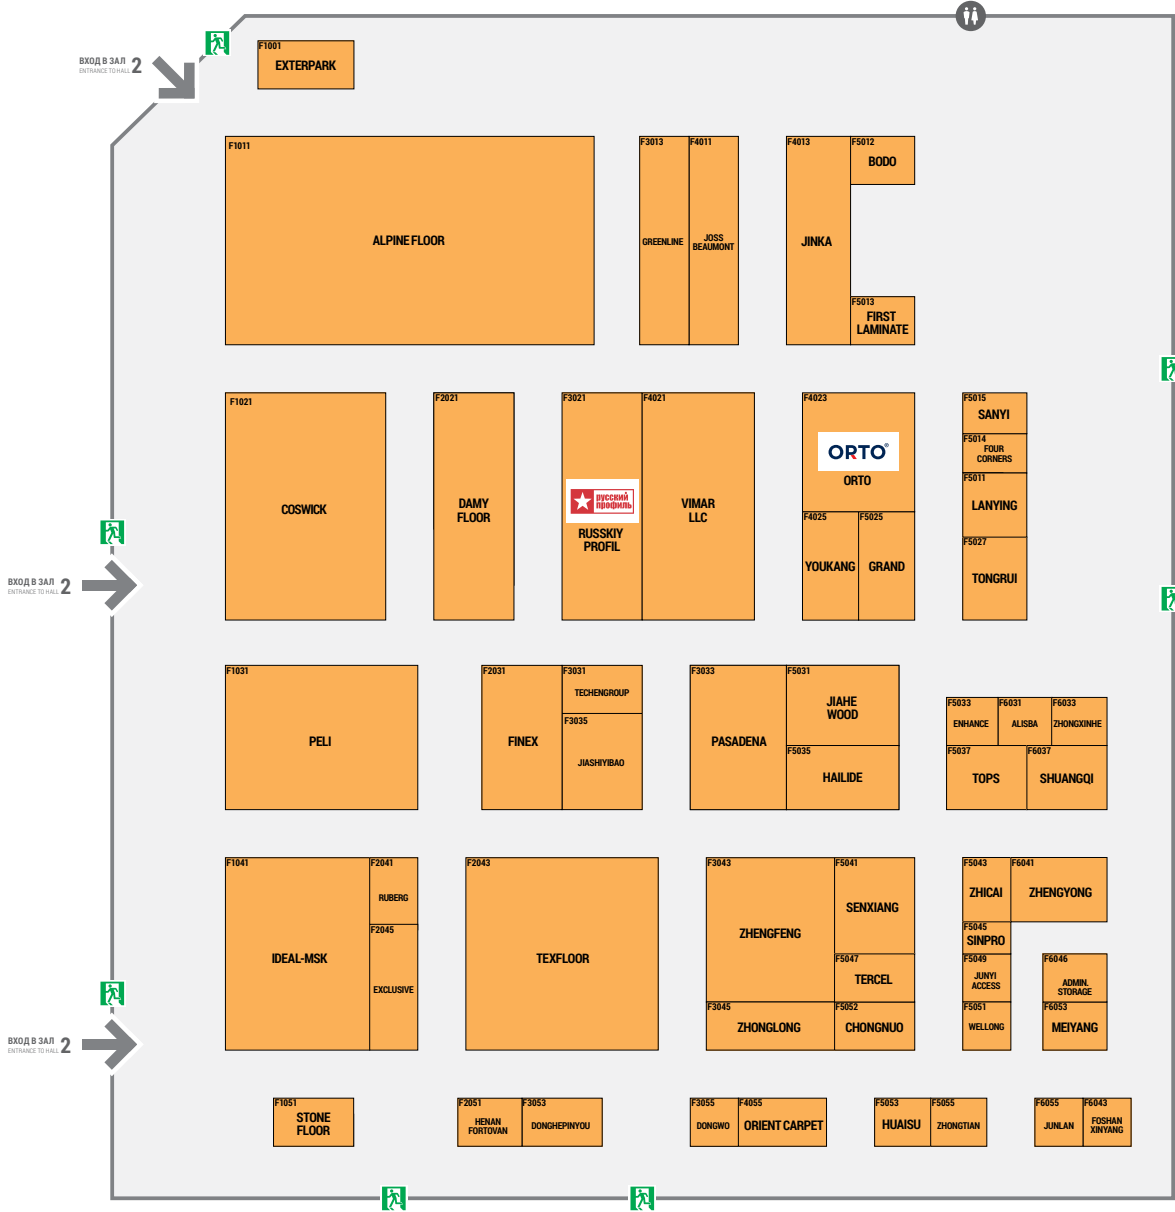 ВХОД В ЗАЛ 2
ENTRANCE TO HALL
F1001
EXTERPARK
F1011
ALPINE FLOOR
F3013
GREENLINE
F4011
JOSS
BEAUMONT
F4013
JINKA
F5012
BODO
F5013
FIRST
LAMINATE
F1021
COSWICK
F2021
DAMY
FLOOR
F3021
русский
профиль
RUSSKIY
PROFIL
F4021
VIMAR
LLC
F4023
ORTO®
ORTO
F4025
YOUKANG
F5025
GRAND
F5015
SANYI
F5014
FOUR
CORNERS
F5011
LANYING
F5027
TONGRUI
ВХОД В ЗАЛ 2
ENTRANCE TO HALL
F1031
PELI
F2031
FINEX
F3031
TECHENGROUP
F3035
JIASHIYIBAO
F3033
PASADENA
F5031
JIAHE
WOOD
F5035
HAILIDE
F5033
ENHANCE
F6031
ALISBA
F6033
ZHONGXINHE
F5037
TOPS
F6037
SHUANGQI
F1041
IDEAL-MSK
F2041
RUBERG
F2045
EXCLUSIVE
F2043
TEXFLOOR
F3043
ZHENGFENG
F5041
SENXIANG
F5047
TERCEL
F3045
ZHONGLONG
F5052
CHONGNUO
F5043
ZHICAI
F6041
ZHENGYONG
F5045
SINPRO
F5049
JUNYI
ACCESS
F5051
WELLONG
F6046
ADMIN.
STORAGE
F6053
MEIYANG
ВХОД В ЗАЛ 2
ENTRANCE TO HALL
F1051
STONE
FLOOR
F2051
HENAN
FORTOVAN
F3053
DONGHEPINYOU
F3055
DONGWO
F4055
ORIENT CARPET
F5053
HUAISU
F5055
ZHONGTIAN
F6055
JUNLAN
F6043
FOSHAN
XINYANG